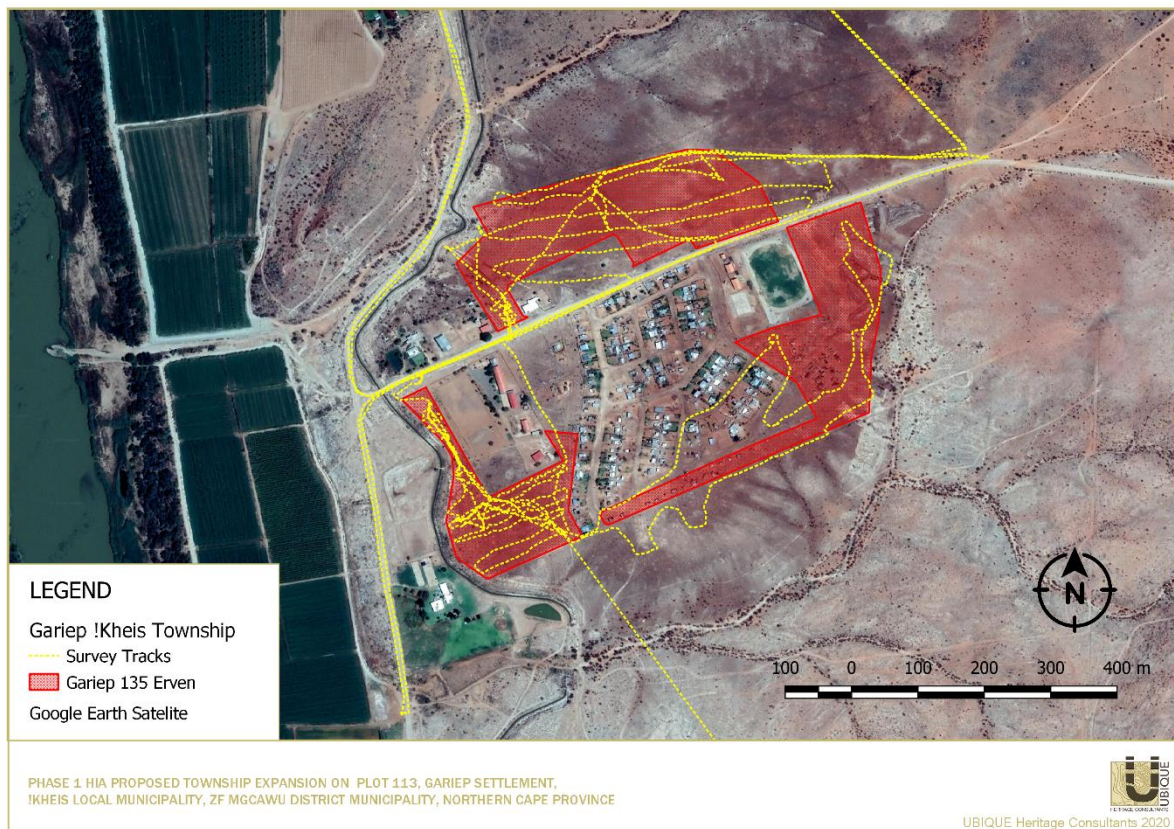 LEGEND
Gariep !Kheis Township
Survey Tracks
Gariep 135 Erven
Google Earth Satelite
N
100 0 100 200 300 400 m
PHASE 1 HIA PROPOSED TOWNSHIP EXPANSION ON PLOT 113, GARIEP SETTLEMENT,
!KHEIS LOCAL MUNICIPALITY, ZF MGCAWU DISTRICT MUNICIPALITY, NORTHERN CAPE PROVINCE
UBIQUE
HERITAGE CONSULTANTS
UBIQUE Heritage Consultants 2020